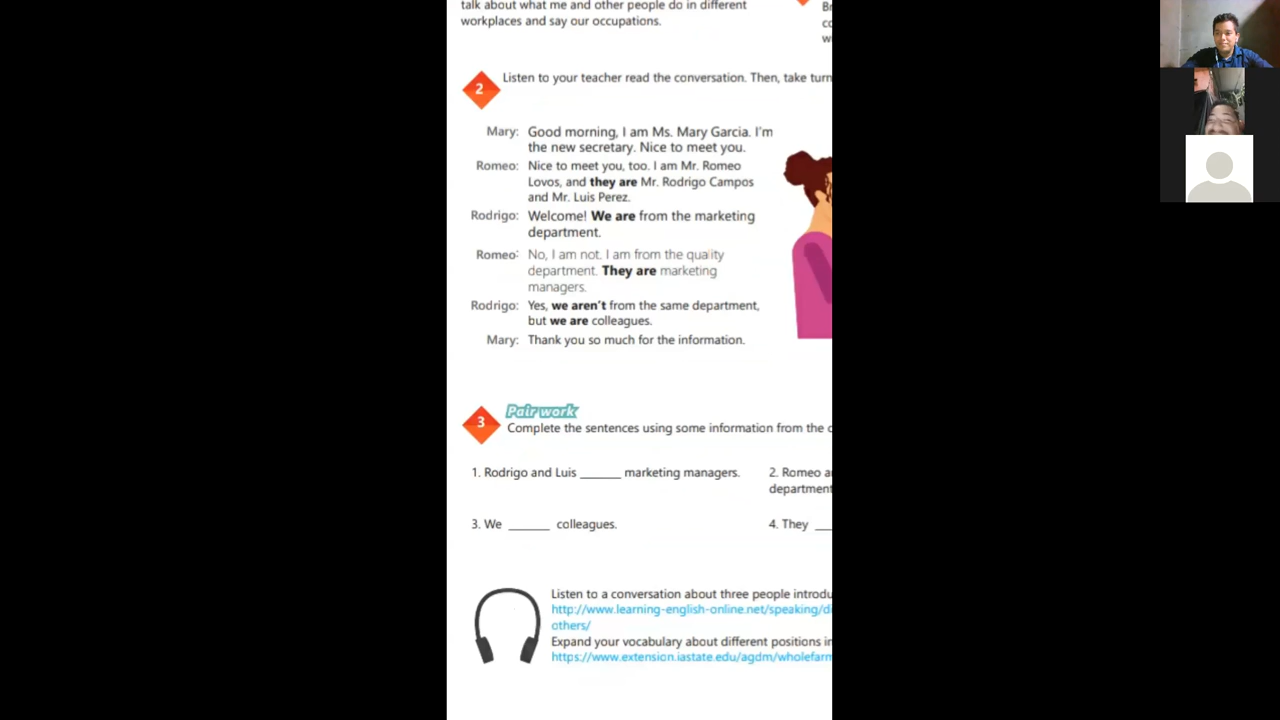 talk about what me and other people do in different
workplaces and say our occupations.
2
Listen to your teacher read the conversation. Then, take turn
Mary: Good morning, I am Ms. Mary Garcia. I'm
the new secretary. Nice to meet you.
Romeo: Nice to meet you, too. I am Mr. Romeo
Lovos, and they are Mr. Rodrigo Campos
and Mr. Luis Perez.
Rodrigo: Welcome! We are from the marketing
department.
Romeo: No, I am not. I am from the quality
department. They are marketing
managers.
Rodrigo: Yes, we aren't from the same department,
but we are colleagues.
Mary: Thank you so much for the information.
3
Pair work
Complete the sentences using some information from the
1. Rodrigo and Luis ______ marketing managers.
2. Romeo
department
3. We ______ colleagues.
4. They __
Listen to a conversation about three people introdu
http://www.learning-english-online.net/speaking/di
others/
Expand your vocabulary about different positions in
https://www.extension.iastate.edu/agdm/wholefarm